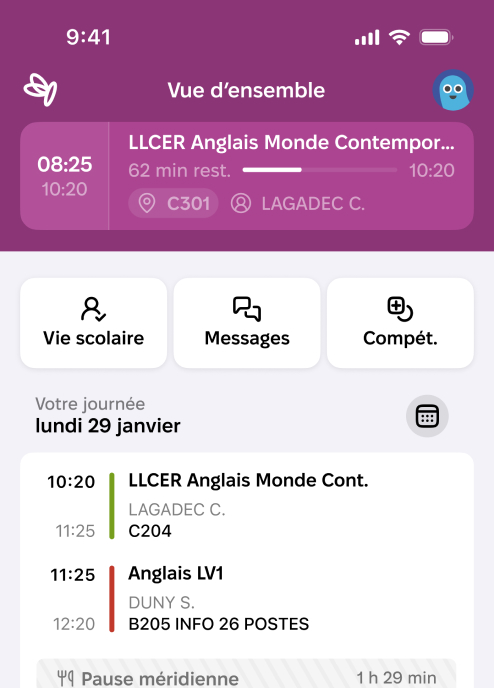 9:41
Vue d’ensemble
LLCER Anglais Monde Contempor...
08:25
62 min rest. 10:20
10:20
C301 LAGADEC C.
Vie scolaire Messages Compét.
Votre journée
lundi 29 janvier
10:20 LLCER Anglais Monde Cont.
LAGADEC C.
11:25 C204
11:25 Anglais LV1
DUNY S.
12:20 B205 INFO 26 POSTES
Pause méridienne 1 h 29 min